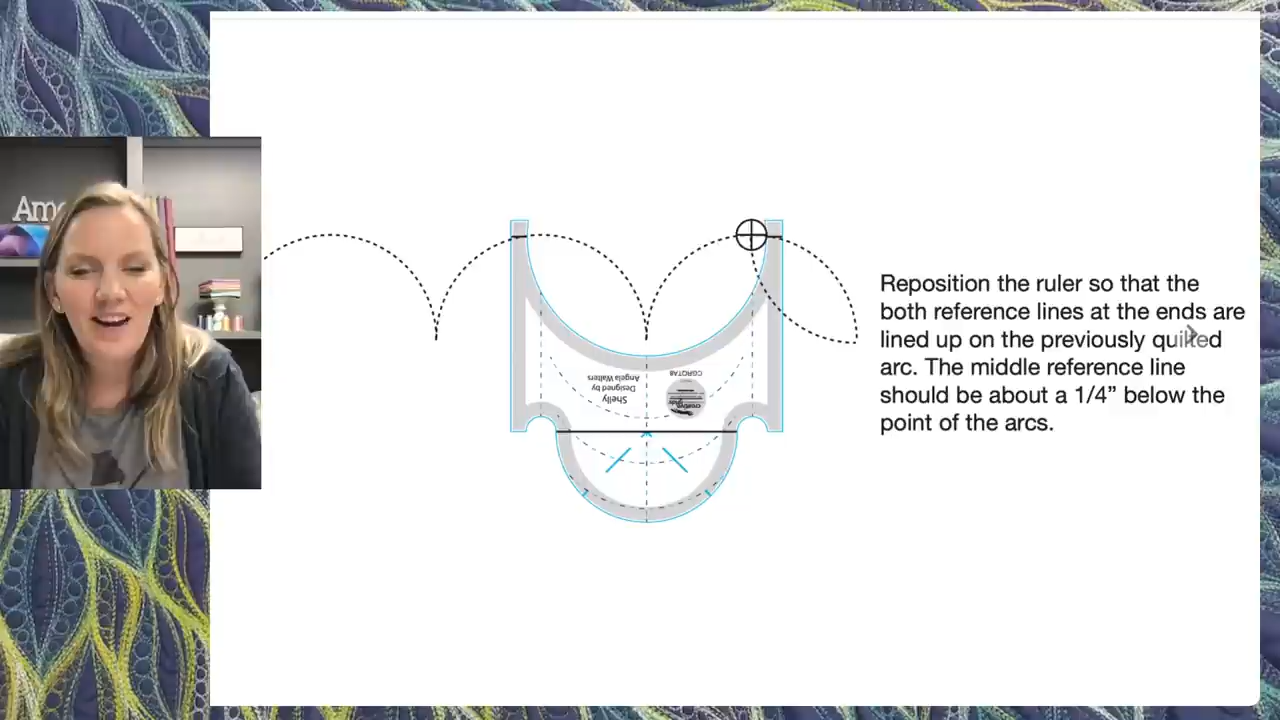 Ame
Reposition the ruler so that the
both reference lines at the ends are
lined up on the previously quilted
arc. The middle reference line
should be about a 1/4” below the
point of the arcs.
CGRQTA8
Angela Walters
Designed by
Shelly